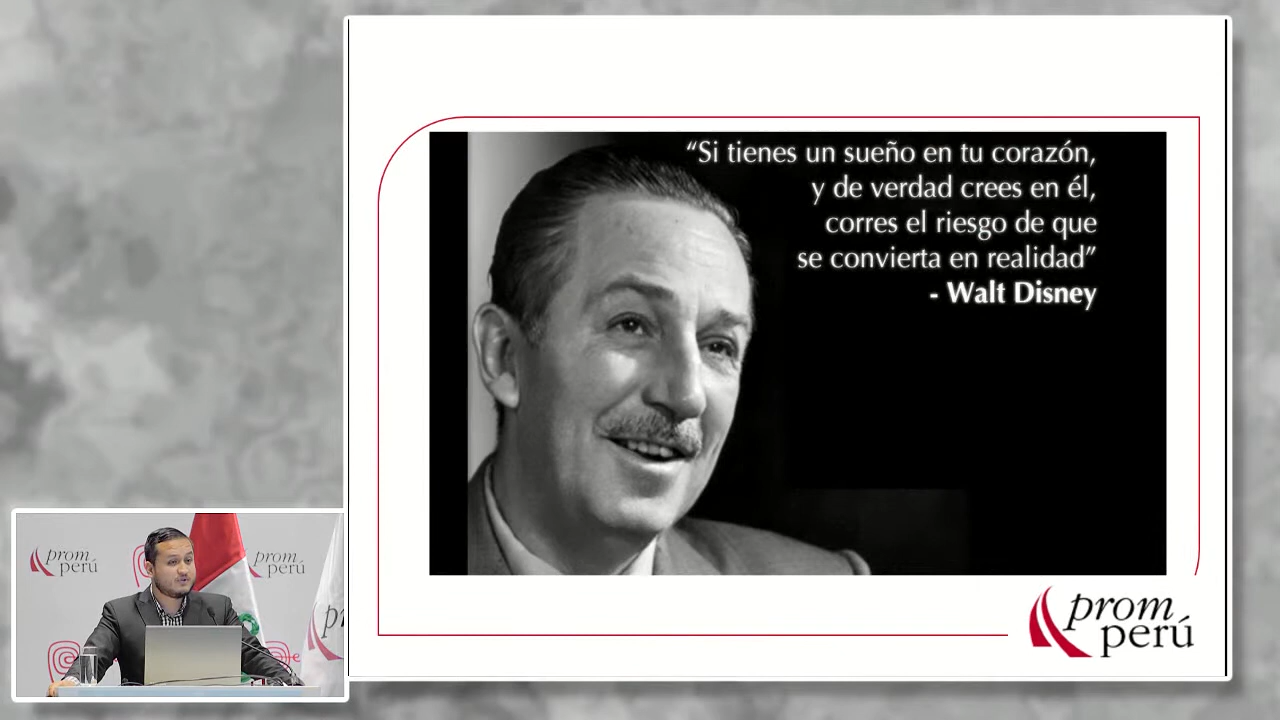 “Si tienes un sueño en tu corazón,
y de verdad crees en él,
corres el riesgo de que
se convierta en realidad”
- Walt Disney
prom
perú
prom
perú
prom
perú